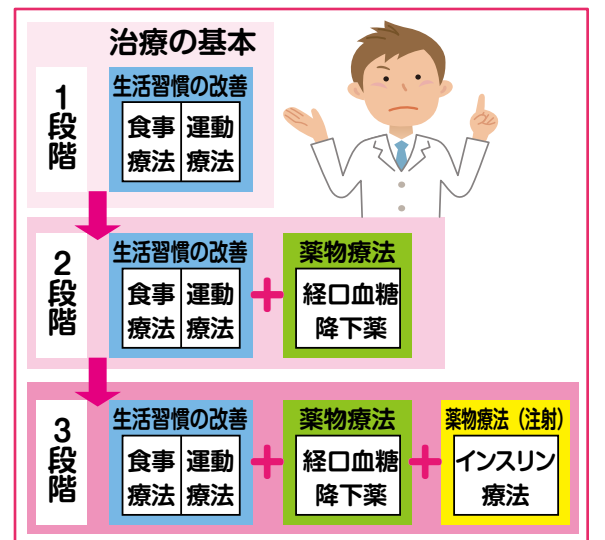 治療の基本
1段階
生活習慣の改善
食事療法
運動療法
2段階
生活習慣の改善
食事療法
運動療法
+
薬物療法
経口血糖
降下薬
3段階
生活習慣の改善
食事療法
運動療法
+
薬物療法
経口血糖
降下薬
+
薬物療法（注射）
インスリン
療法